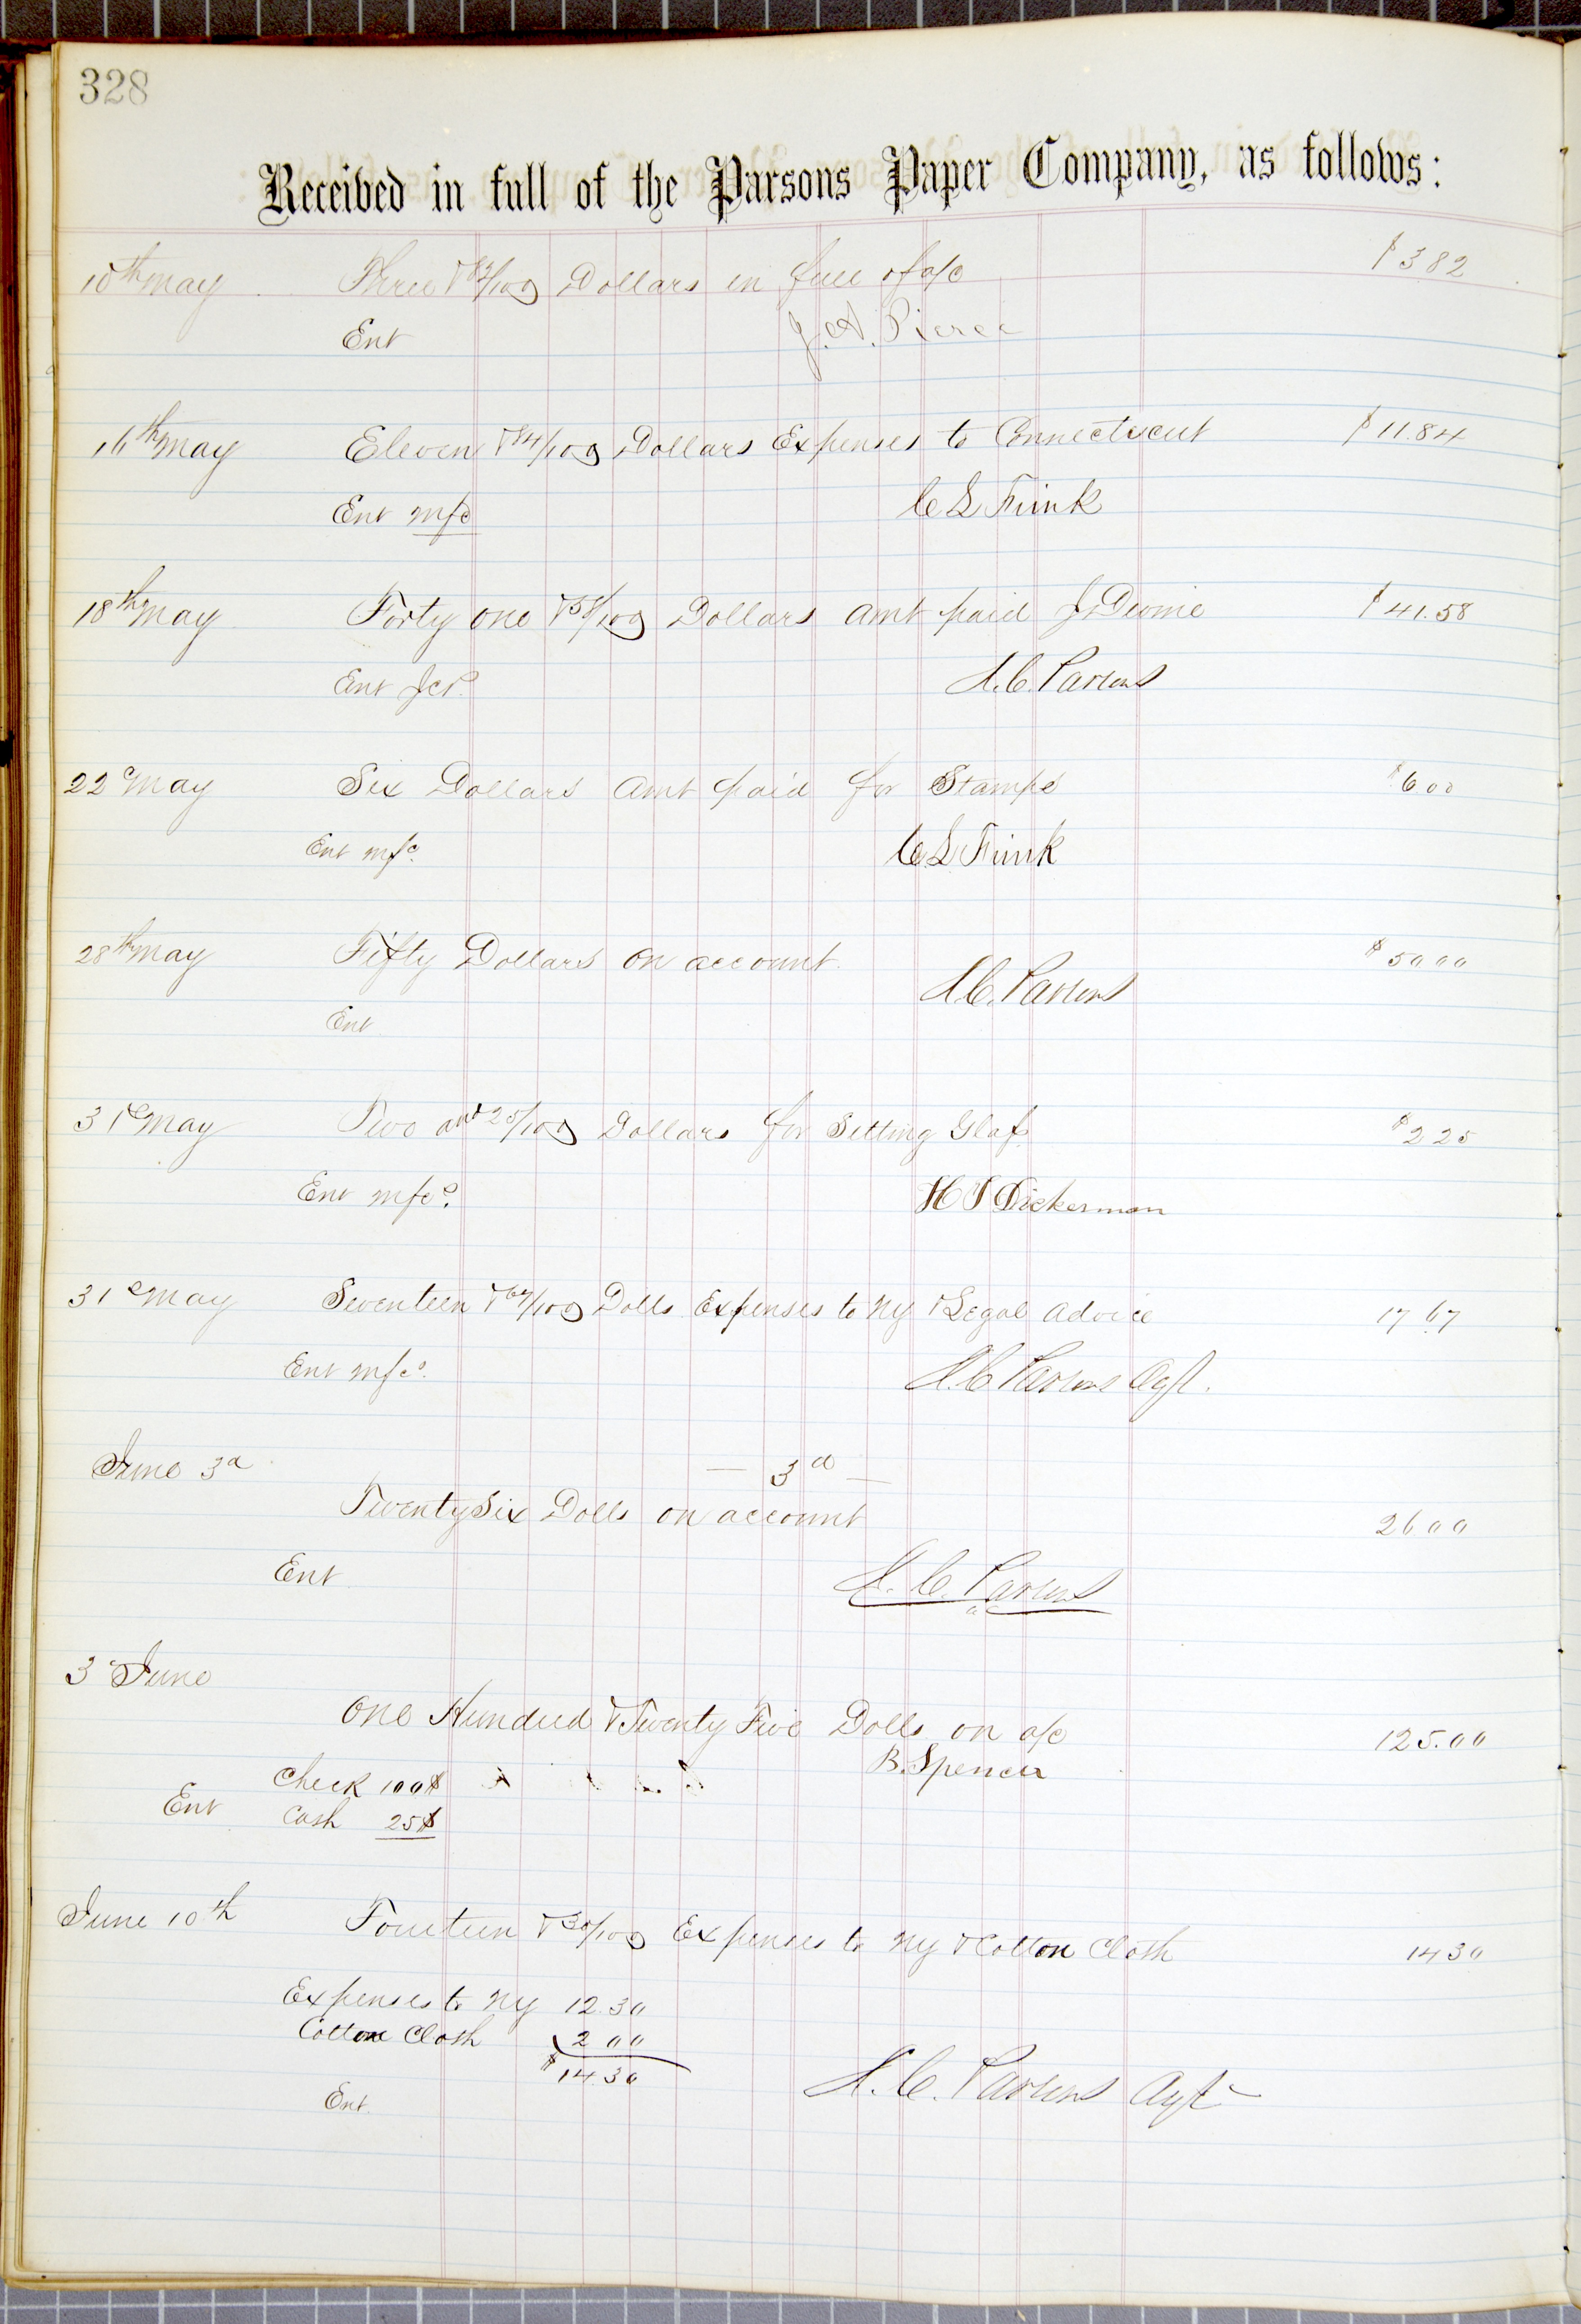 328
Received in full of the Parsons Paper Company, as follows:
10th May Three & 82/100 Dollars in full of a/c $ 3 82
Ent J. A. Pierce
16th May Eleven & 84/100 Dollars Expenses to Connecticut $ 11.84
Ent mfc C L Frink
18th May Forty one & 58/100 Dollars amt paid J $ 41.58
Ent J. C. Parsons
22d May Six Dollars amt paid for Stamps $ 6 00
Ent mfc. C. L Frink
28th May Fifty Dollars on account $ 50 00
J. C. Parsons
Ent
31st May Two and 25/100 Dollars for Setting Glass $ 2 25
Ent mfc. H S Dickerman
31st May Seventeen & 67/100 Dolls Expenses to NY & Legal advice 17 67
Ent mfc. J. C Parsons Agt.
June 3d — 3d —
Twenty Six Dolls on account 26 00
Ent J. C. Parsons
3d June
One Hundred & Twenty Five Dolls on a/c 125.00
B. Spencer
Check 100$
Ent Cash 25$
June 10th Fourteen & 30/100 Expenses to NY & Cotton Cloth 14 30
Expenses to NY 12.30
Cotton Cloth 2 00
$ 14.30
J. C. Parsons Agt
Ent.